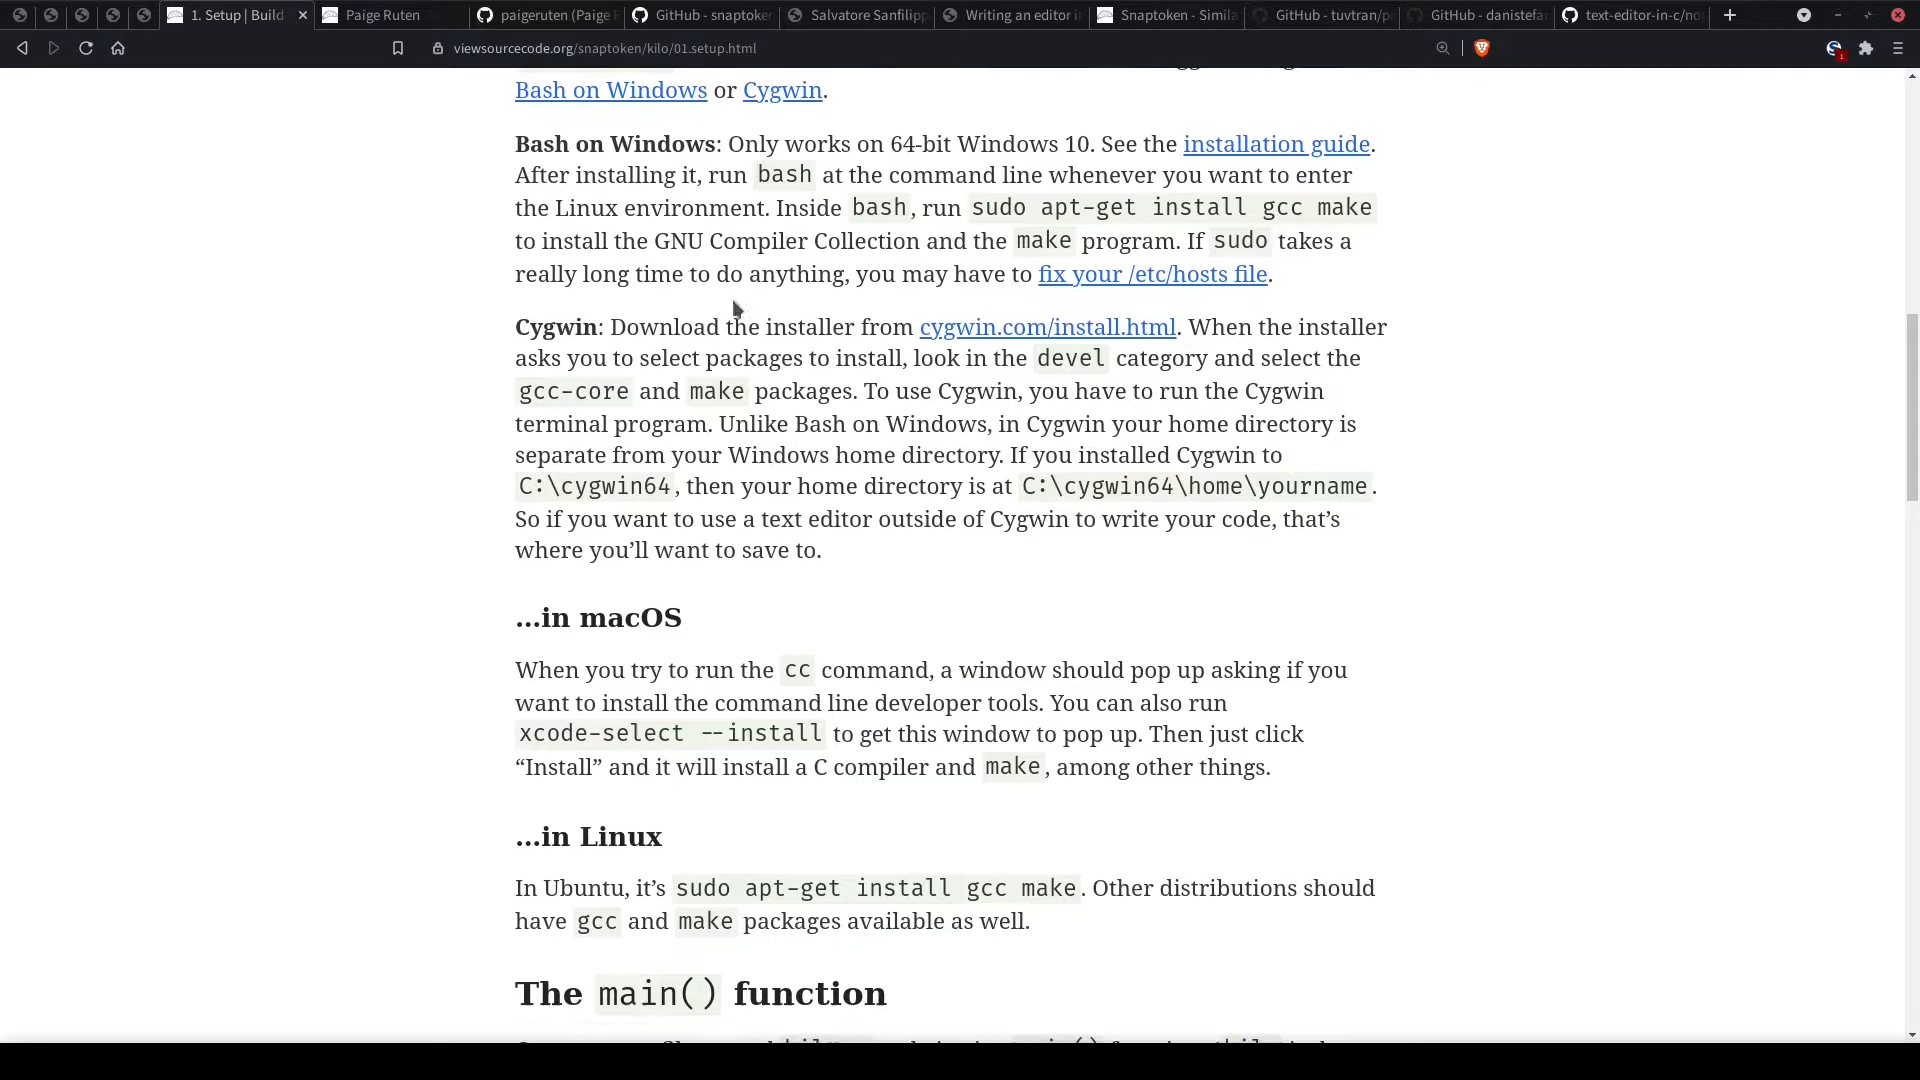 1. Setup | Build
Paige Ruten
paigeruten (Paige
GitHub - snaptoken
Salvatore Sanfilipp
Writing an editor i
Snaptoken - Simila
GitHub - tuvtran/p
GitHub - danistefa
text-editor-in-c/no
viewsourcecode.org/snaptoken/kilo/01.setup.html
1
Bash on Windows or Cygwin.
Bash on Windows: Only works on 64-bit Windows 10. See the installation guide.
After installing it, run bash at the command line whenever you want to enter
the Linux environment. Inside bash, run sudo apt-get install gcc make
to install the GNU Compiler Collection and the make program. If sudo takes a
really long time to do anything, you may have to fix your /etc/hosts file.
Cygwin: Download the installer from cygwin.com/install.html. When the installer
asks you to select packages to install, look in the devel category and select the
gcc-core and make packages. To use Cygwin, you have to run the Cygwin
terminal program. Unlike Bash on Windows, in Cygwin your home directory is
separate from your Windows home directory. If you installed Cygwin to
C:\cygwin64, then your home directory is at C:\cygwin64\home\yourname.
So if you want to use a text editor outside of Cygwin to write your code, that’s
where you’ll want to save to.
…in macOS
When you try to run the cc command, a window should pop up asking if you
want to install the command line developer tools. You can also run
xcode-select --install to get this window to pop up. Then just click
“Install” and it will install a C compiler and make, among other things.
…in Linux
In Ubuntu, it’s sudo apt-get install gcc make. Other distributions should
have gcc and make packages available as well.
The main() function